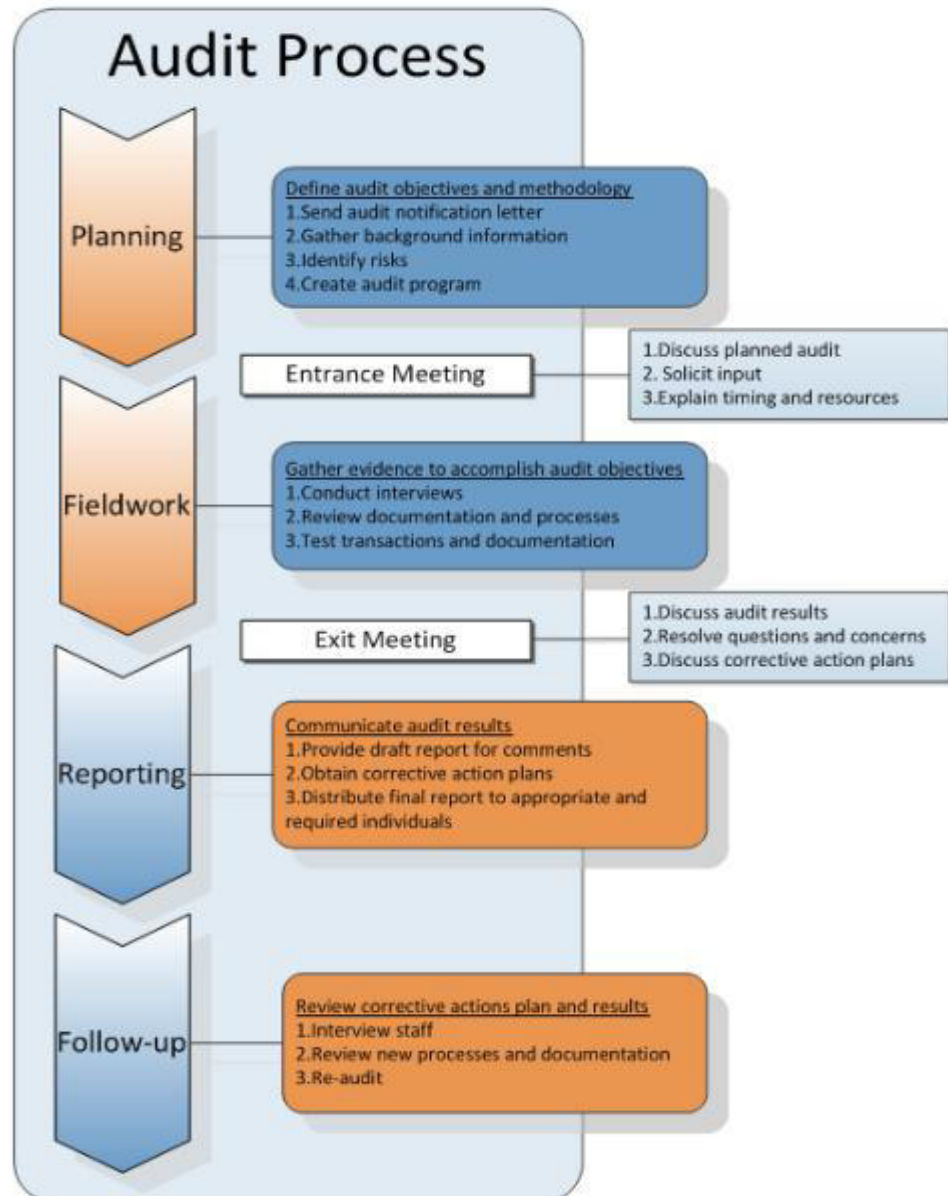 Audit Process
Planning
Define audit objectives and methodology
1.Send audit notification letter
2.Gather background information
3.Identify risks
4.Create audit program
Entrance Meeting
1.Discuss planned audit
2. Solicit input
3.Explain timing and resources
Fieldwork
Gather evidence to accomplish audit objectives
1.Conduct interviews
2.Review documentation and processes
3.Test transactions and documentation
Exit Meeting
1.Discuss audit results
2.Resolve questions and concerns
3.Discuss corrective action plans
Reporting
Communicate audit results
1.Provide draft report for comments
2.Obtain corrective action plans
3.Distribute final report to appropriate and
required individuals
Follow-up
Review corrective actions plan and results
1.Interview staff
2.Review new processes and documentation
3.Re-audit